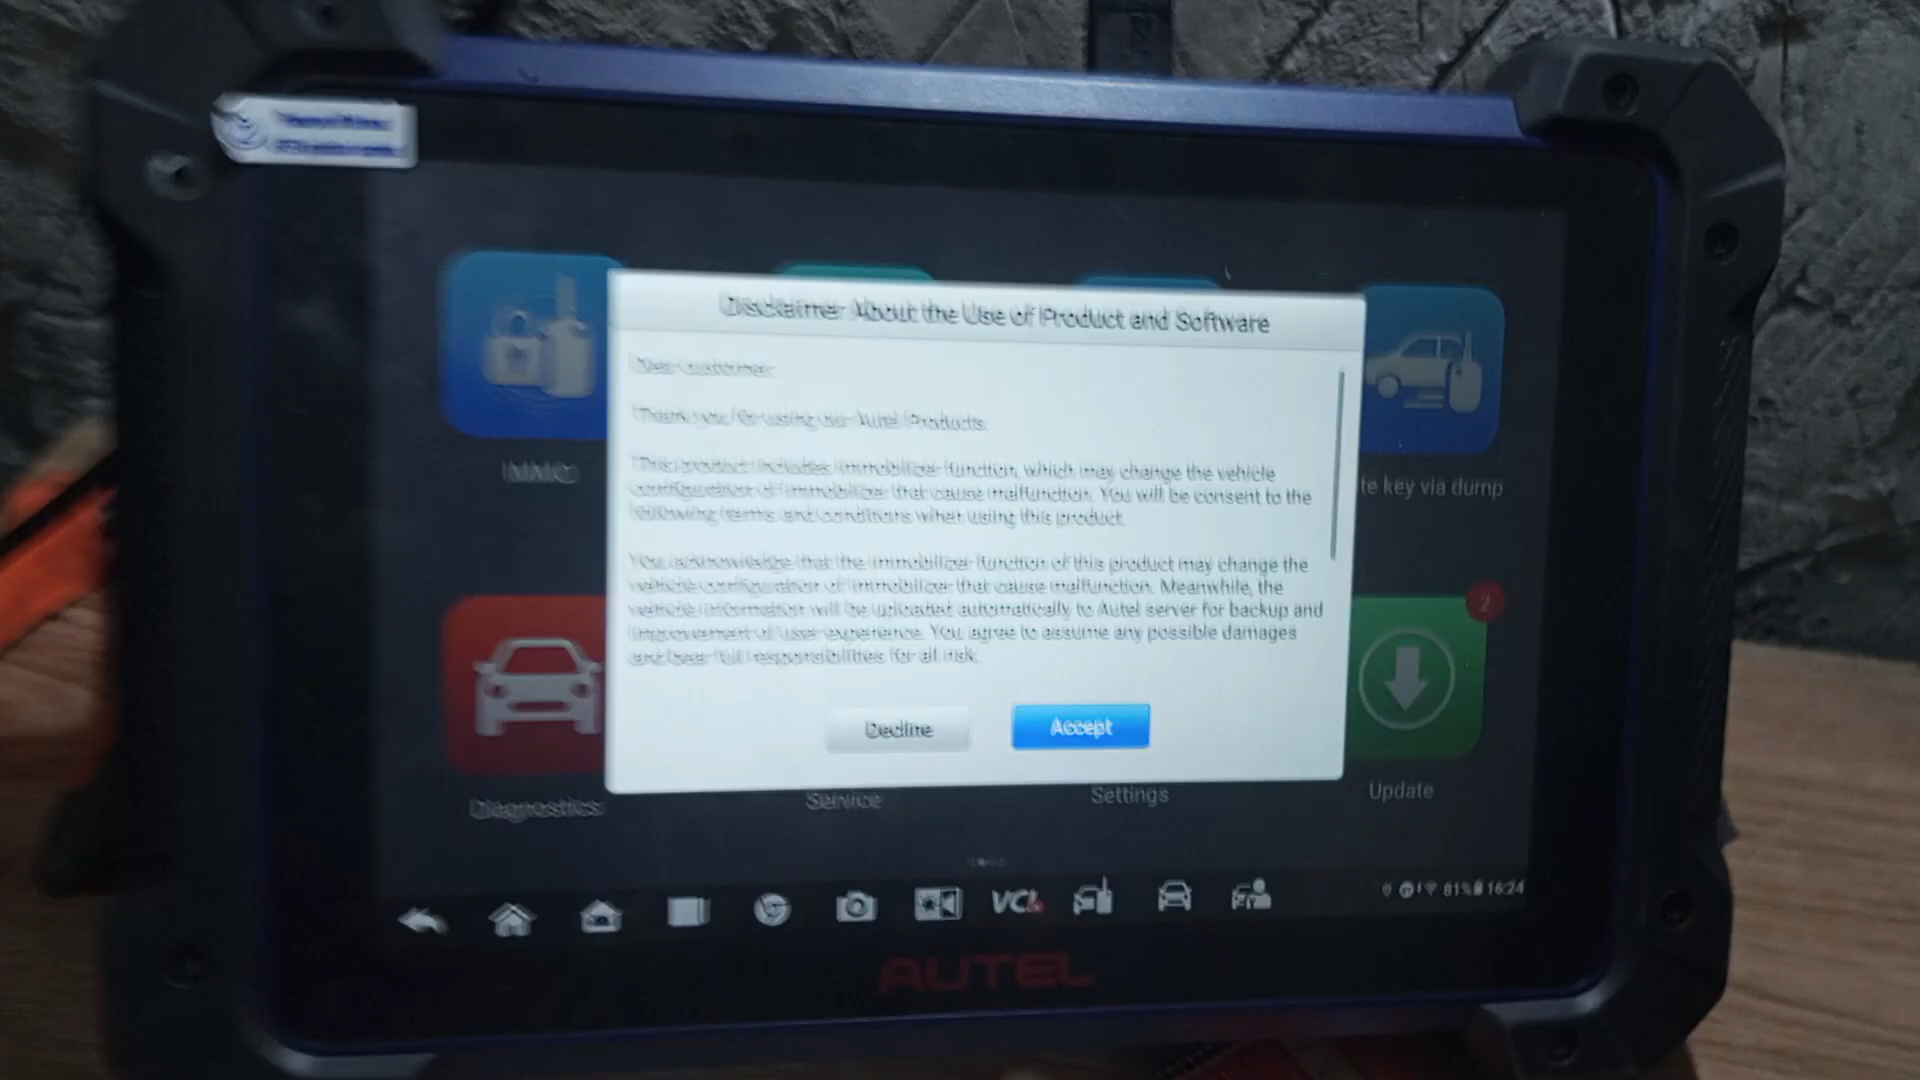 Disclaimer About the Use of Product and Software
Dear customer:
Thank you for using our Autel Products.
This product includes immobilizer function, which may change the vehicle
configuration of immobilizer that cause malfunction. You will be consent to the
following terms and conditions when using this product.
You acknowledge that the immobilizer function of this product may change the
vehicle configuration of immobilizer that cause malfunction. Meanwhile, the
vehicle information will be uploaded automatically to Autel server for backup and
improvement of user experience. You agree to assume any possible damages
and bear full responsibilities for all risk.
Decline
Accept
IMMO
te key via dump
2
Diagnostics
Service
Settings
Update
VCI
81%
16:24
AUTEL